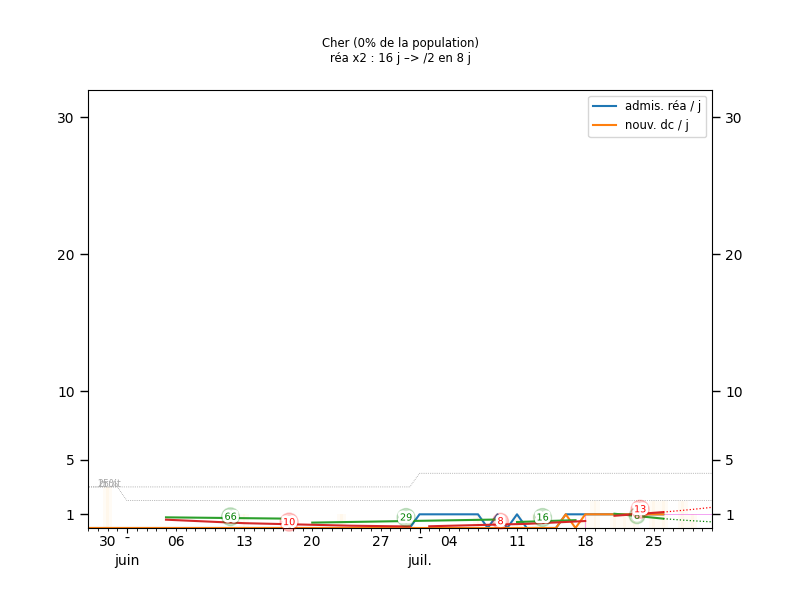 Cher (0% de la population)
réa x2 : 16 j –> /2 en 8 j
admis. réa / j
nouv. dc / j
30 30
20 20
10 10
5 5
1 1
66 10 29 8 16 13
30 - 06 13 20 27 - 04 11 18 25
juin juil.